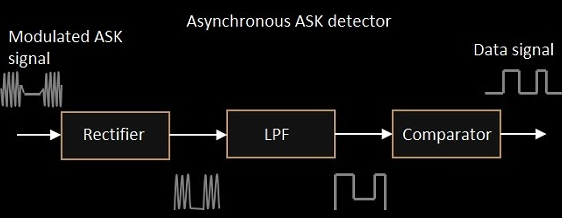 Asynchronous ASK detector
Modulated ASK
signal
Data signal
Rectifier
LPF
Comparator